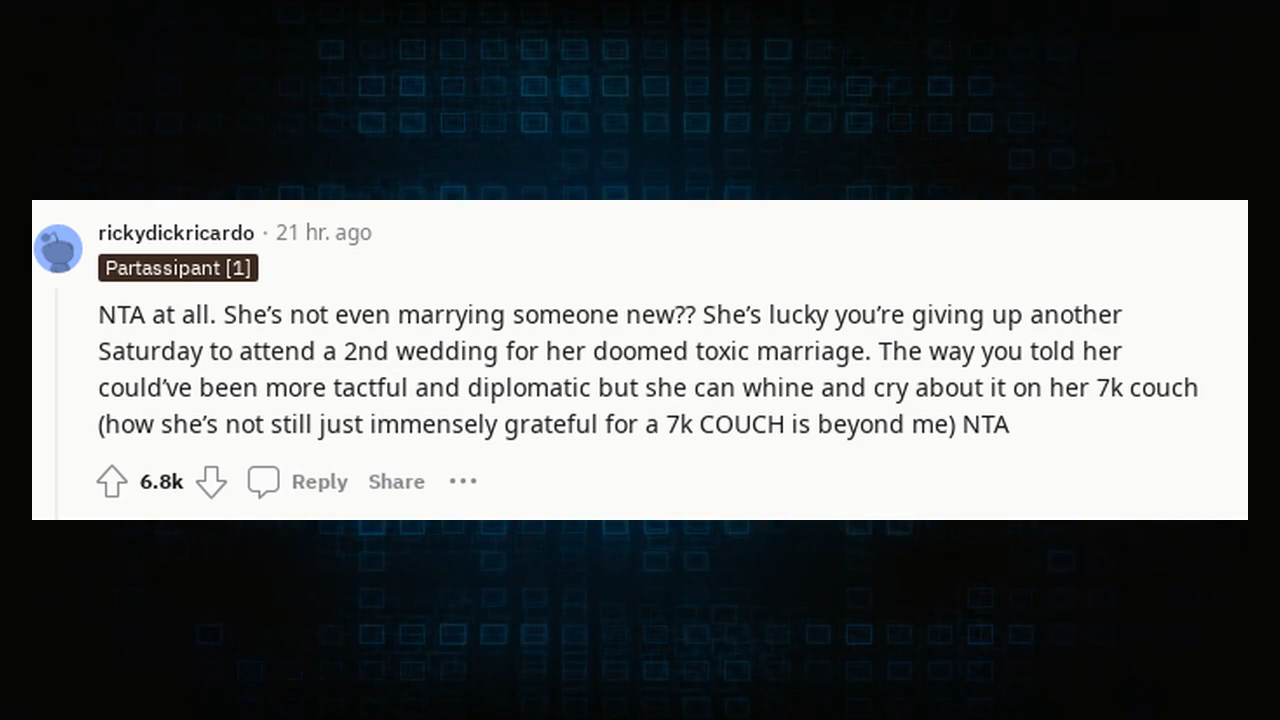 rickydickricardo · 21 hr. ago
Partassipant [1]
NTA at all. She’s not even marrying someone new?? She’s lucky you’re giving up another
Saturday to attend a 2nd wedding for her doomed toxic marriage. The way you told her
could’ve been more tactful and diplomatic but she can whine and cry about it on her 7k couch
(how she’s not still just immensely grateful for a 7k COUCH is beyond me) NTA
6.8k Reply Share •••